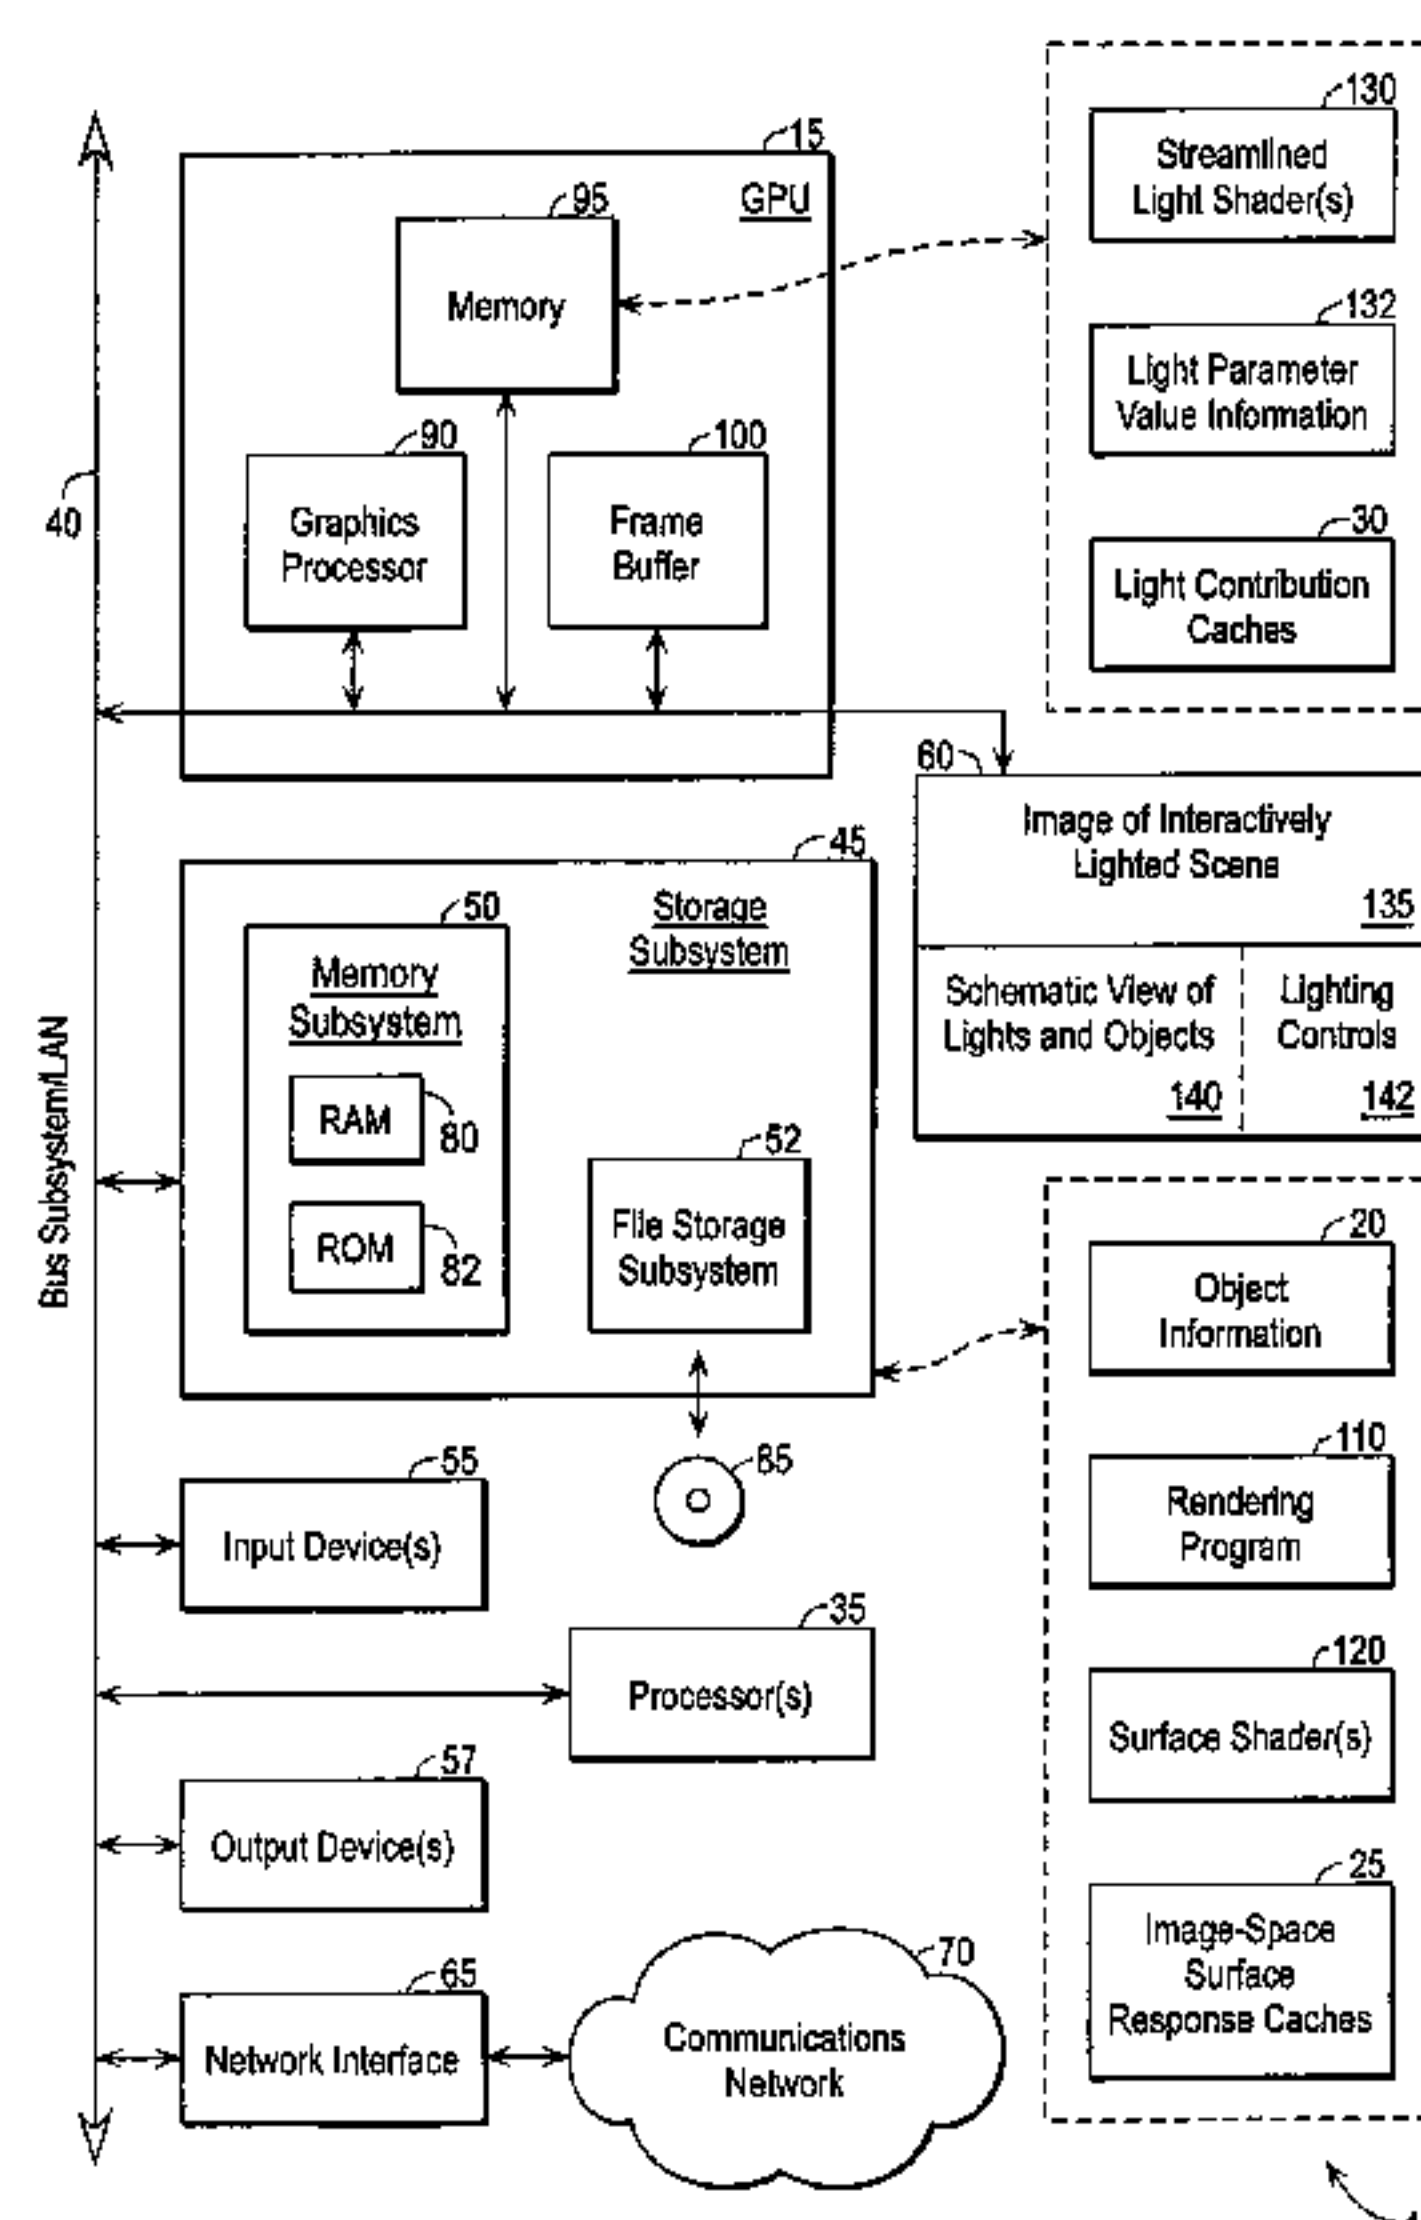 130
Streamlined
Light Shader(s)
15
GPU
95
Memory
132
Light Parameter
Value Information
90
Graphics
Processor
100
Frame
Buffer
40
30
Light Contribution
Caches
60
Image of Interactively
Lighted Scene
135
Schematic View of
Lights and Objects
140
Lighting
Controls
142
45
Storage
Subsystem
50
Memory
Subsystem
RAM
80
ROM
82
52
File Storage
Subsystem
85
Bus Subsystem/LAN
20
Object
Information
110
Rendering
Program
55
Input Device(s)
35
Processor(s)
120
Surface Shader(s)
57
Output Device(s)
25
Image-Space
Surface
Response Caches
65
Network Interface
70
Communications
Network